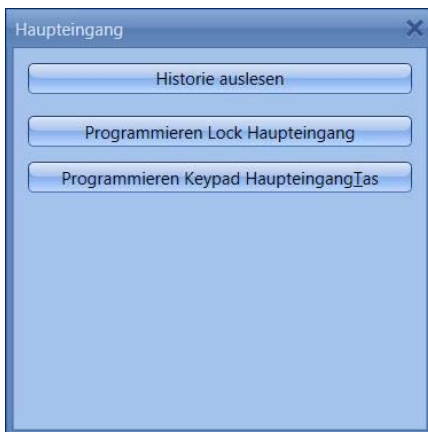 Haupteingang
Historie auslesen
Programmieren Lock Haupteingang
Programmieren Keypad HaupteingangTas